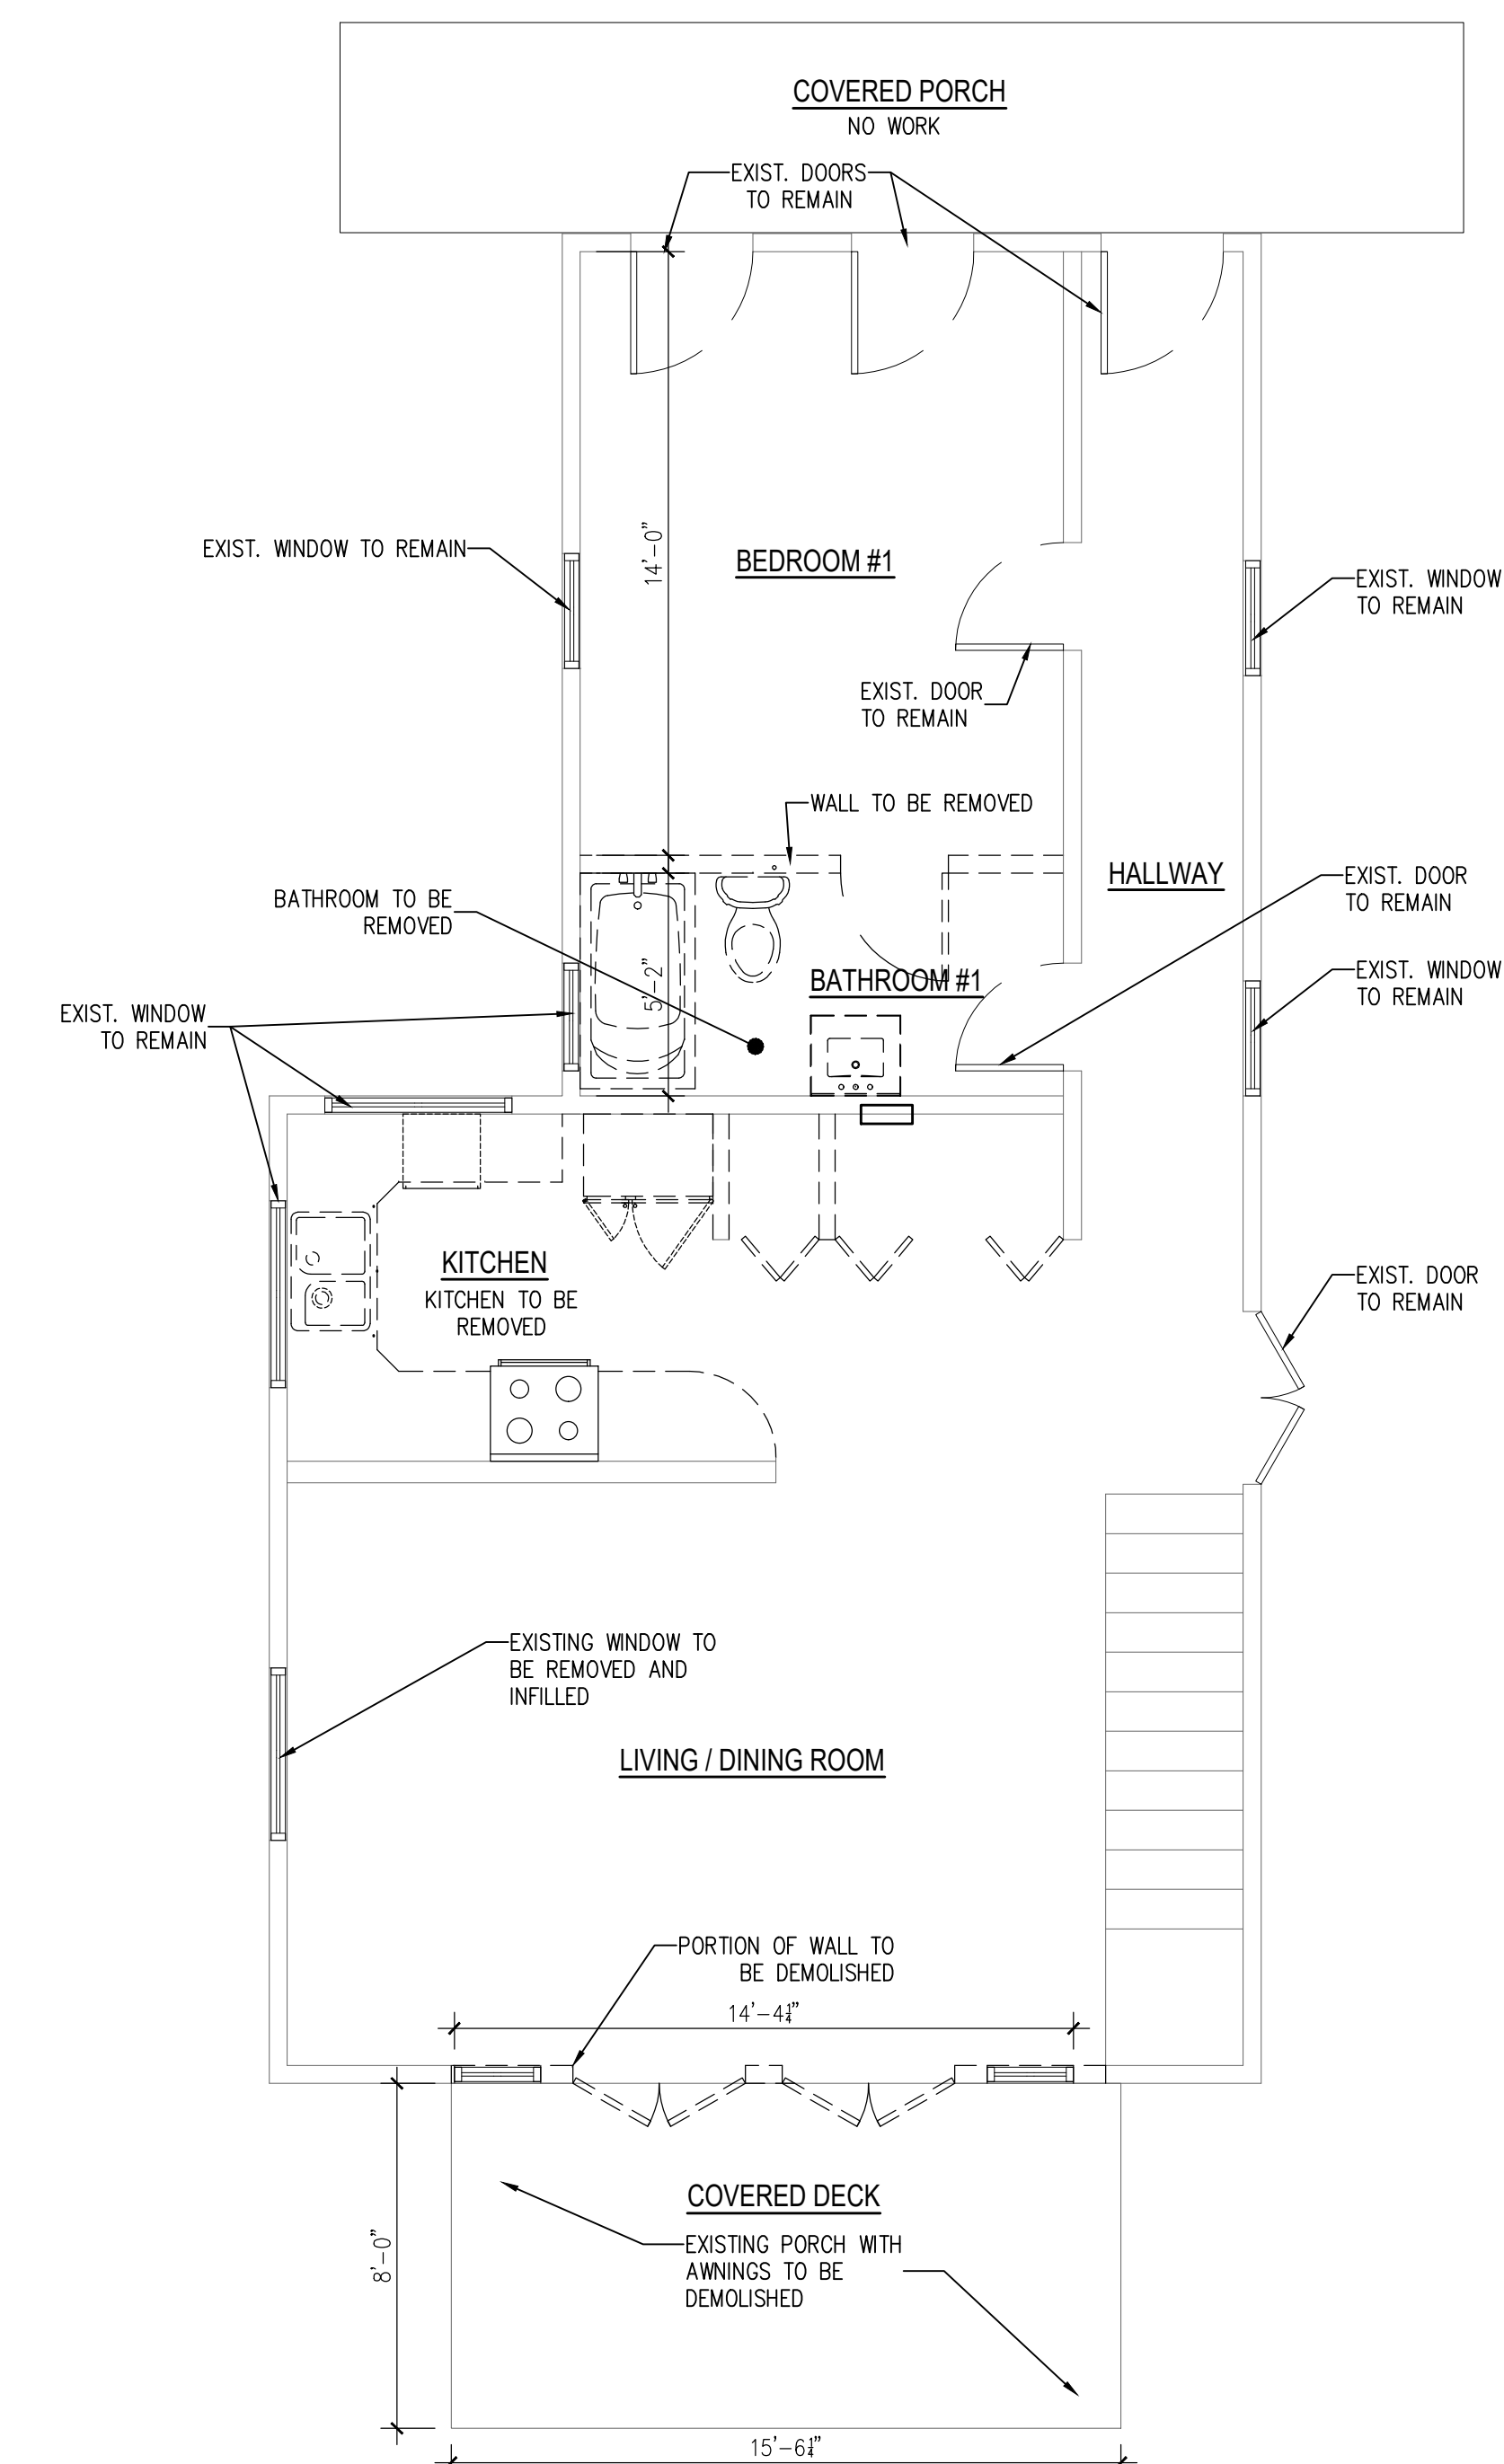 COVERED PORCH
NO WORK
EXIST. DOORS
TO REMAIN
14'-0"
EXIST. WINDOW TO REMAIN
BEDROOM #1
EXIST. WINDOW
TO REMAIN
EXIST. DOOR
TO REMAIN
WALL TO BE REMOVED
HALLWAY
EXIST. DOOR
TO REMAIN
BATHROOM TO BE
REMOVED
5'-2"
BATHROOM #1
EXIST. WINDOW
TO REMAIN
EXIST. WINDOW
TO REMAIN
KITCHEN
KITCHEN TO BE
REMOVED
EXIST. DOOR
TO REMAIN
EXISTING WINDOW TO
BE REMOVED AND
INFILLED
LIVING / DINING ROOM
PORTION OF WALL TO
BE DEMOLISHED
14'-4¼"
COVERED DECK
EXISTING PORCH WITH
AWNINGS TO BE
DEMOLISHED
8'-0"
15'-6¼"